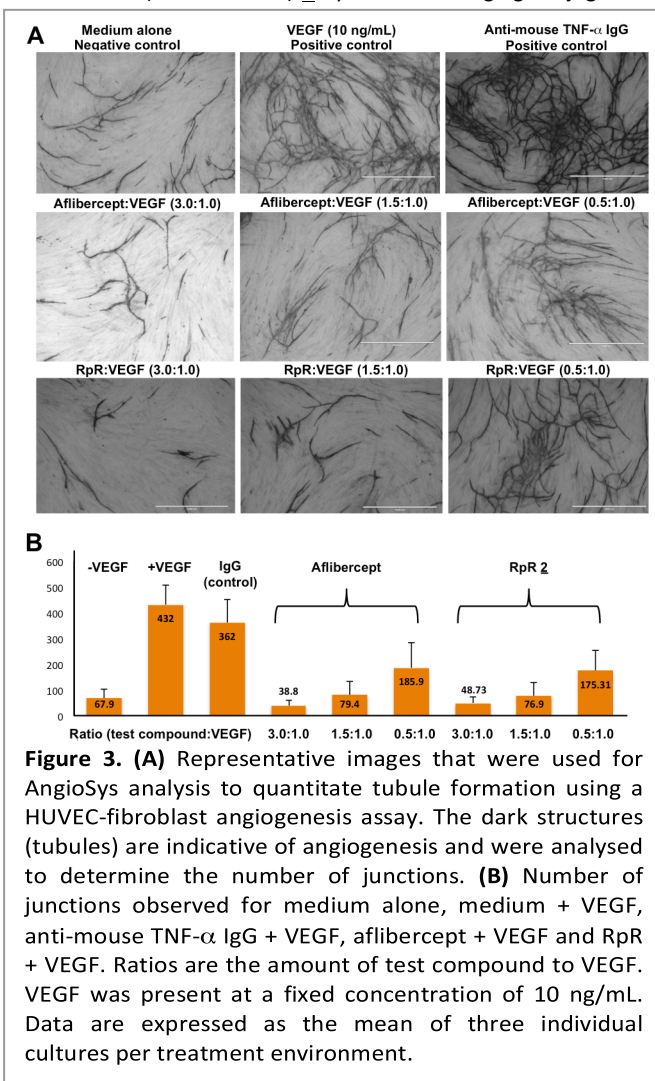 A
Medium alone
Negative control
VEGF (10 ng/mL)
Positive control
Anti-mouse TNF-α IgG
Positive control
Aflibercept:VEGF (3.0:1.0)
Aflibercept:VEGF (1.5:1.0)
Aflibercept:VEGF (0.5:1.0)
RpR:VEGF (3.0:1.0)
RpR:VEGF (1.5:1.0)
RpR:VEGF (0.5:1.0)
B
600
500
400
300
200
100
0
-VEGF
+VEGF
IgG
(control)
Aflibercept
RpR 2
67.9
432
362
38.8
79.4
185.9
48.73
76.9
175.31
Ratio (test compound:VEGF) 3.0:1.0 1.5:1.0 0.5:1.0 3.0:1.0 1.5:1.0 0.5:1.0
Figure 3. (A) Representative images that were used for
AngioSys analysis to quantitate tubule formation using a
HUVEC-fibroblast angiogenesis assay. The dark structures
(tubules) are indicative of angiogenesis and were analysed
to determine the number of junctions. (B) Number of
junctions observed for medium alone, medium + VEGF,
anti-mouse TNF-α IgG + VEGF, aflibercept + VEGF and RpR
+ VEGF. Ratios are the amount of test compound to VEGF.
VEGF was present at a fixed concentration of 10 ng/mL.
Data are expressed as the mean of three individual
cultures per treatment environment.